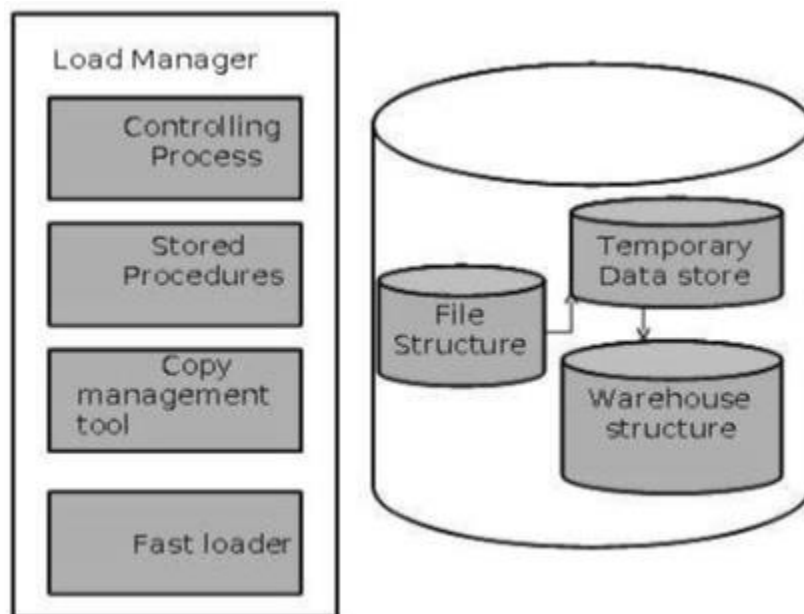 Load Manager
Controlling
Process
Stored
Procedures
Copy
management
tool
Fast loader
File
Structure
Temporary
Data store
Warehouse
structure